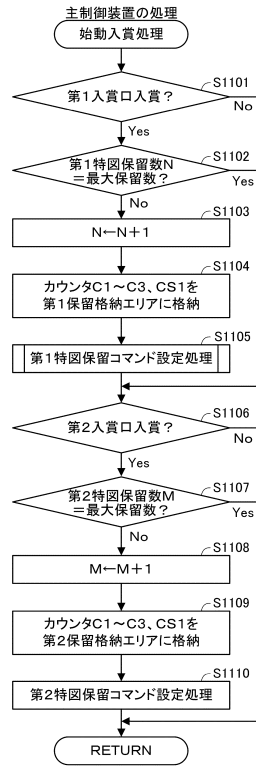 主制御装置の処理
始動入賞処理
S1101
第1入賞口入賞?
No
Yes
S1102
第1特図保留数N
=最大保留数?
Yes
No
S1103
N←N+1
S1104
カウンタC1~C3、CS1を
第1保留格納エリアに格納
S1105
第1特図保留コマンド設定処理
S1106
第2入賞口入賞?
No
Yes
S1107
第2特図保留数M
=最大保留数?
Yes
No
S1108
M←M+1
S1109
カウンタC1~C3、CS1を
第2保留格納エリアに格納
S1110
第2特図保留コマンド設定処理
RETURN